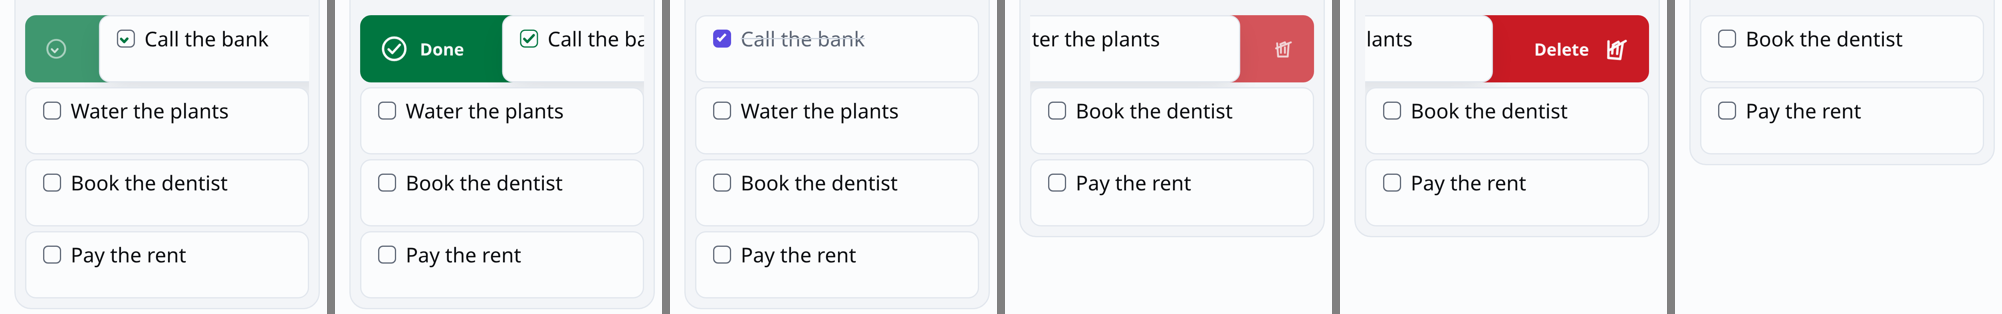 Call the bank
Water the plants
Book the dentist
Pay the rent
Done
Call the ba
Water the plants
Book the dentist
Pay the rent
Call the bank
Water the plants
Book the dentist
Pay the rent
ter the plants
Book the dentist
Pay the rent
lants
Delete
Book the dentist
Pay the rent
Book the dentist
Pay the rent